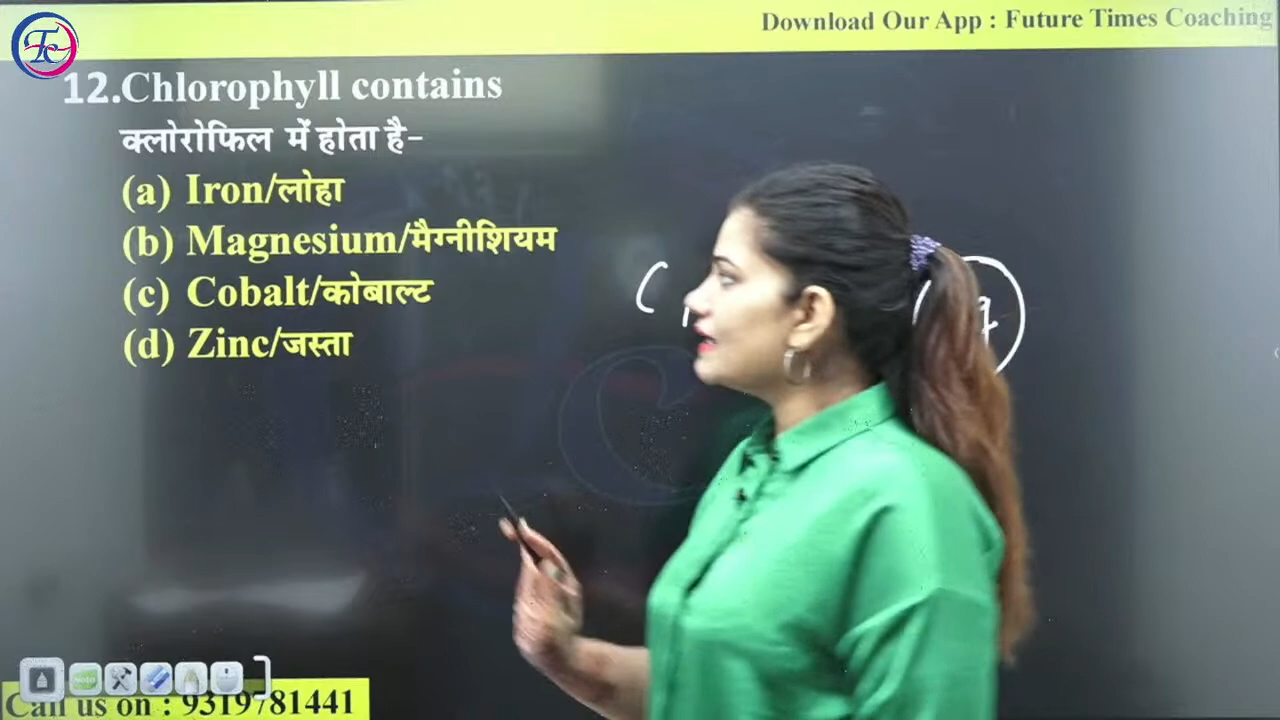 Download Our App : Future Times Coaching
12.Chlorophyll contains
क्लोरोफिल में होता है-
(a) Iron/लोहा
(b) Magnesium/मैग्नीशियम
(c) Cobalt/कोबाल्ट
(d) Zinc/जस्ता
Call us on : 9319781441